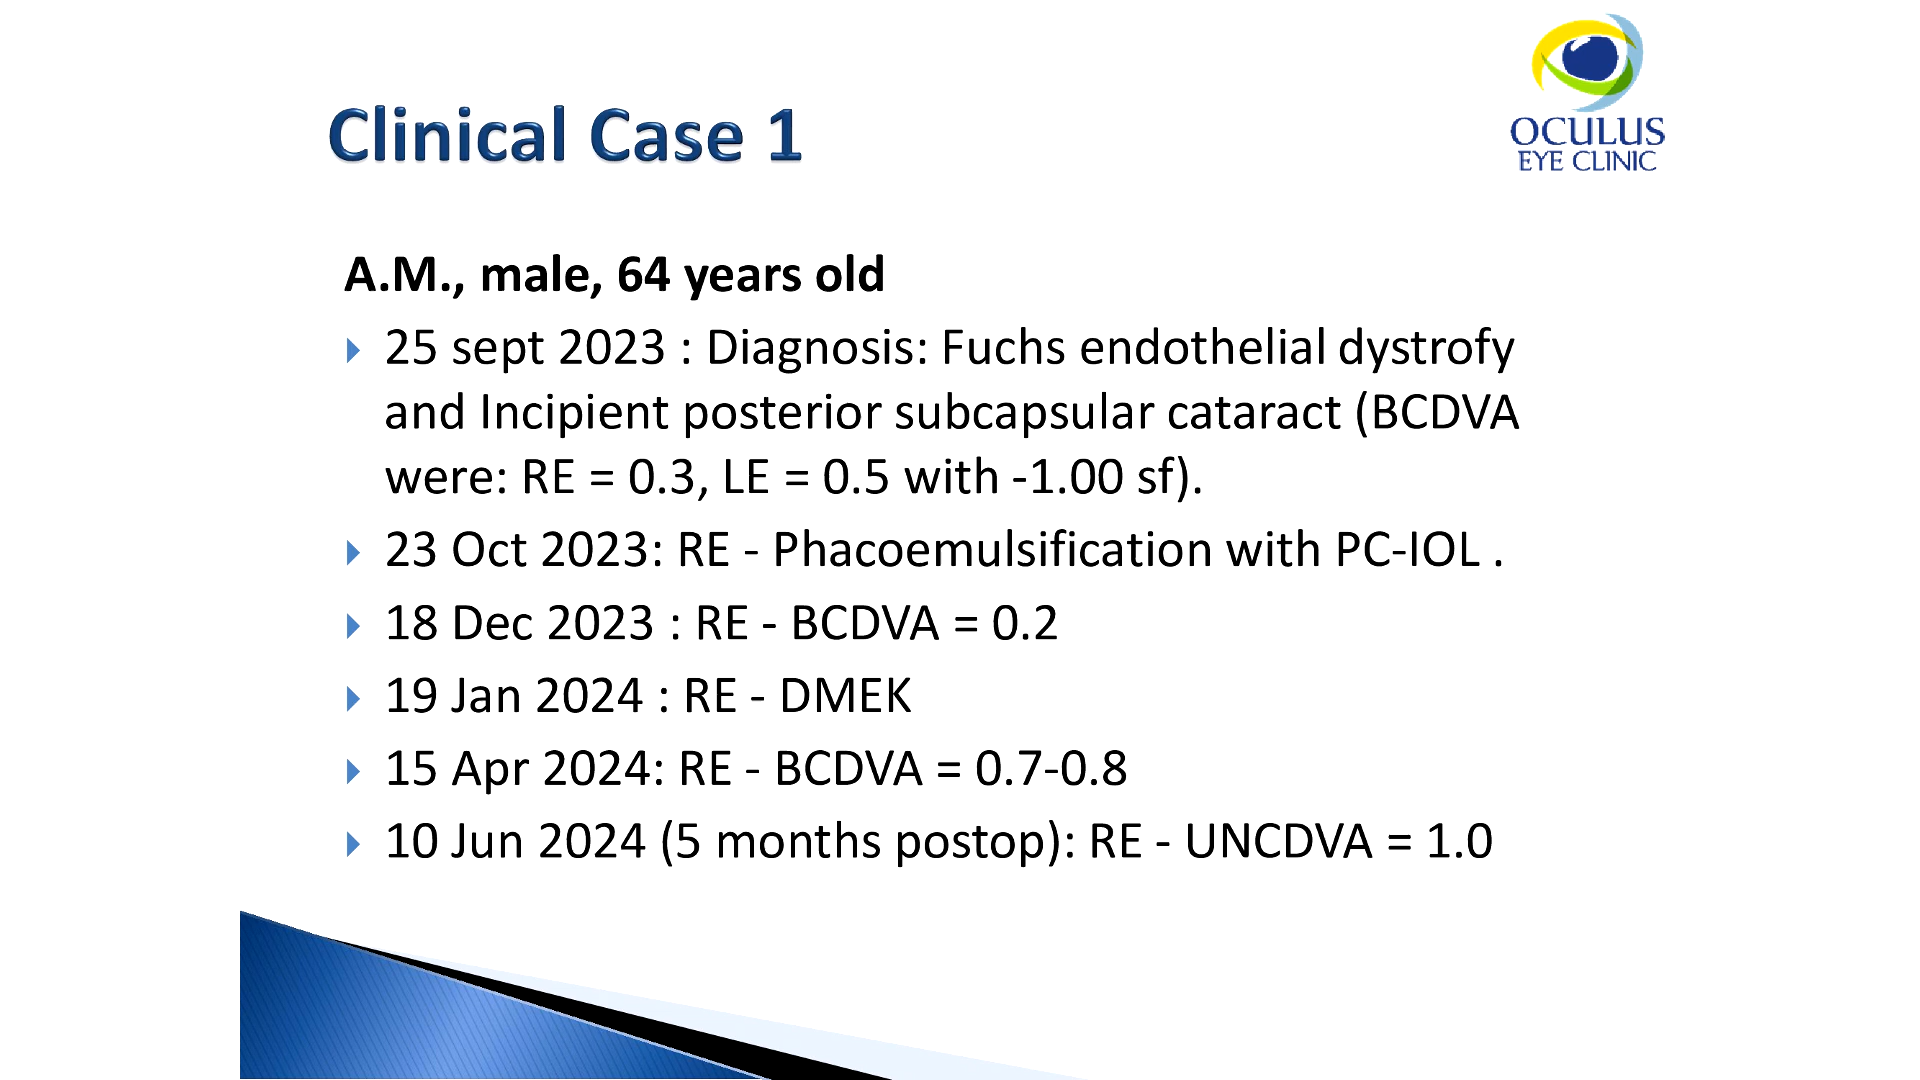 OCULUS
EYE CLINIC
Clinical Case 1
A.M., male, 64 years old
25 sept 2023 : Diagnosis: Fuchs endothelial dystrofy
and Incipient posterior subcapsular cataract (BCDVA
were: RE = 0.3, LE = 0.5 with -1.00 sf).
23 Oct 2023: RE - Phacoemulsification with PC-IOL .
18 Dec 2023 : RE - BCDVA = 0.2
19 Jan 2024 : RE - DMEK
15 Apr 2024: RE - BCDVA = 0.7-0.8
10 Jun 2024 (5 months postop): RE - UNCDVA = 1.0